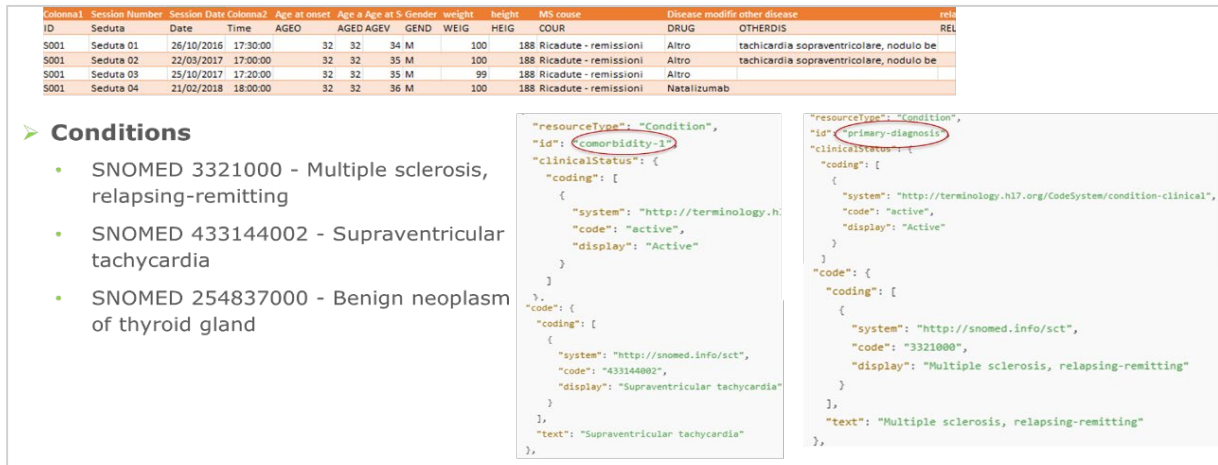 Colonna1 Session Number Session Date Colonna2 Age at onset Age a Age at S Gender weight height MS couse Disease modifir other disease rela
ID Seduta Date Time AGEO AGED AGEV GEND WEIG HEIG COUR DRUG OTHERDIS REL
S001 Seduta 01 26/10/2016 17:30:00 32 32 34 M 100 188 Ricadute - remissioni Altro tachicardia sopraventricolare, nodulo be
S001 Seduta 02 22/03/2017 17:00:00 32 32 35 M 100 188 Ricadute - remissioni Altro tachicardia sopraventricolare, nodulo be
S001 Seduta 03 25/10/2017 17:20:00 32 32 35 M 99 188 Ricadute - remissioni Altro
S001 Seduta 04 21/02/2018 18:00:00 32 32 36 M 100 188 Ricadute - remissioni Natalizumab
➢ Conditions
• SNOMED 3321000 - Multiple sclerosis,
relapsing-remitting
• SNOMED 433144002 - Supraventricular
tachycardia
• SNOMED 254837000 - Benign neoplasm
of thyroid gland
"resourceType": "Condition",
"id": "comorbidity-1",
"clinicalStatus": {
"coding": [
{
"system": "http://terminology.h
"code": "active",
"display": "Active"
}
]
},
"code": {
"coding": [
{
"system": "http://snomed.info/sct",
"code": "433144002",
"display": "Supraventricular tachycardia"
}
],
"text": "Supraventricular tachycardia"
},
"resourceType": "Condition",
"id": "primary-diagnosis",
"clinicalStatus": {
"coding": [
{
"system": "http://terminology.hl7.org/CodeSystem/condition-clinical",
"code": "active",
"display": "Active"
}
]
"code": {
"coding": [
{
"system": "http://snomed.info/sct",
"code": "3321000",
"display": "Multiple sclerosis, relapsing-remitting"
}
],
"text": "Multiple sclerosis, relapsing-remitting"
},